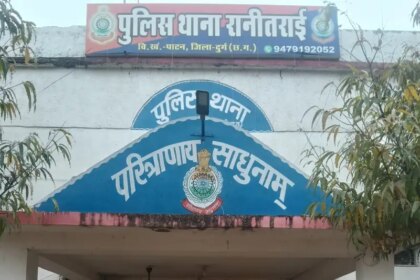 पुलिस थाना रानीतराई
वि.खं.-पाटन, जिला-दुर्ग (छ.ग.) 9479192052
पुलिस थाना
परित्राणाय साधुनाम्